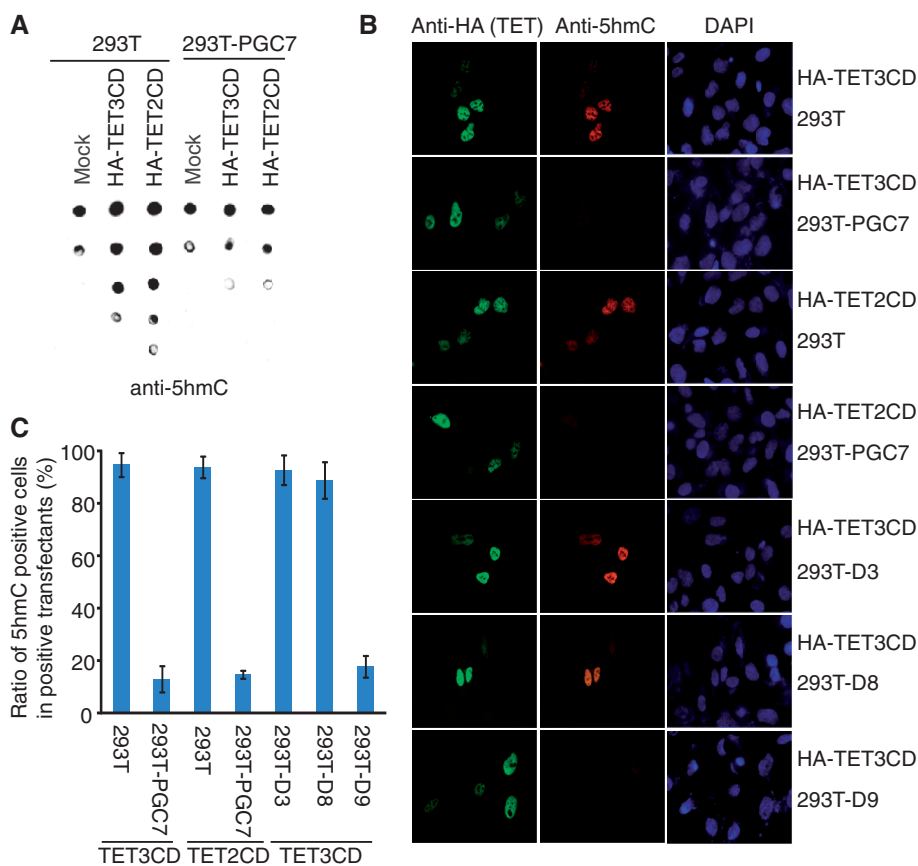 A
293T 293T-PGC7
Mock
HA-TET3CD
HA-TET2CD
Mock
HA-TET3CD
HA-TET2CD
anti-5hmC
B
Anti-HA (TET) Anti-5hmC DAPI
HA-TET3CD
293T
HA-TET3CD
293T-PGC7
HA-TET2CD
293T
HA-TET2CD
293T-PGC7
HA-TET3CD
293T-D3
HA-TET3CD
293T-D8
HA-TET3CD
293T-D9
C
Ratio of 5hmC positive cells
in positive transfectants (%)
100
80
60
40
20
0
293T
293T-PGC7
293T
293T-PGC7
293T-D3
293T-D8
293T-D9
TET3CD TET2CD TET3CD